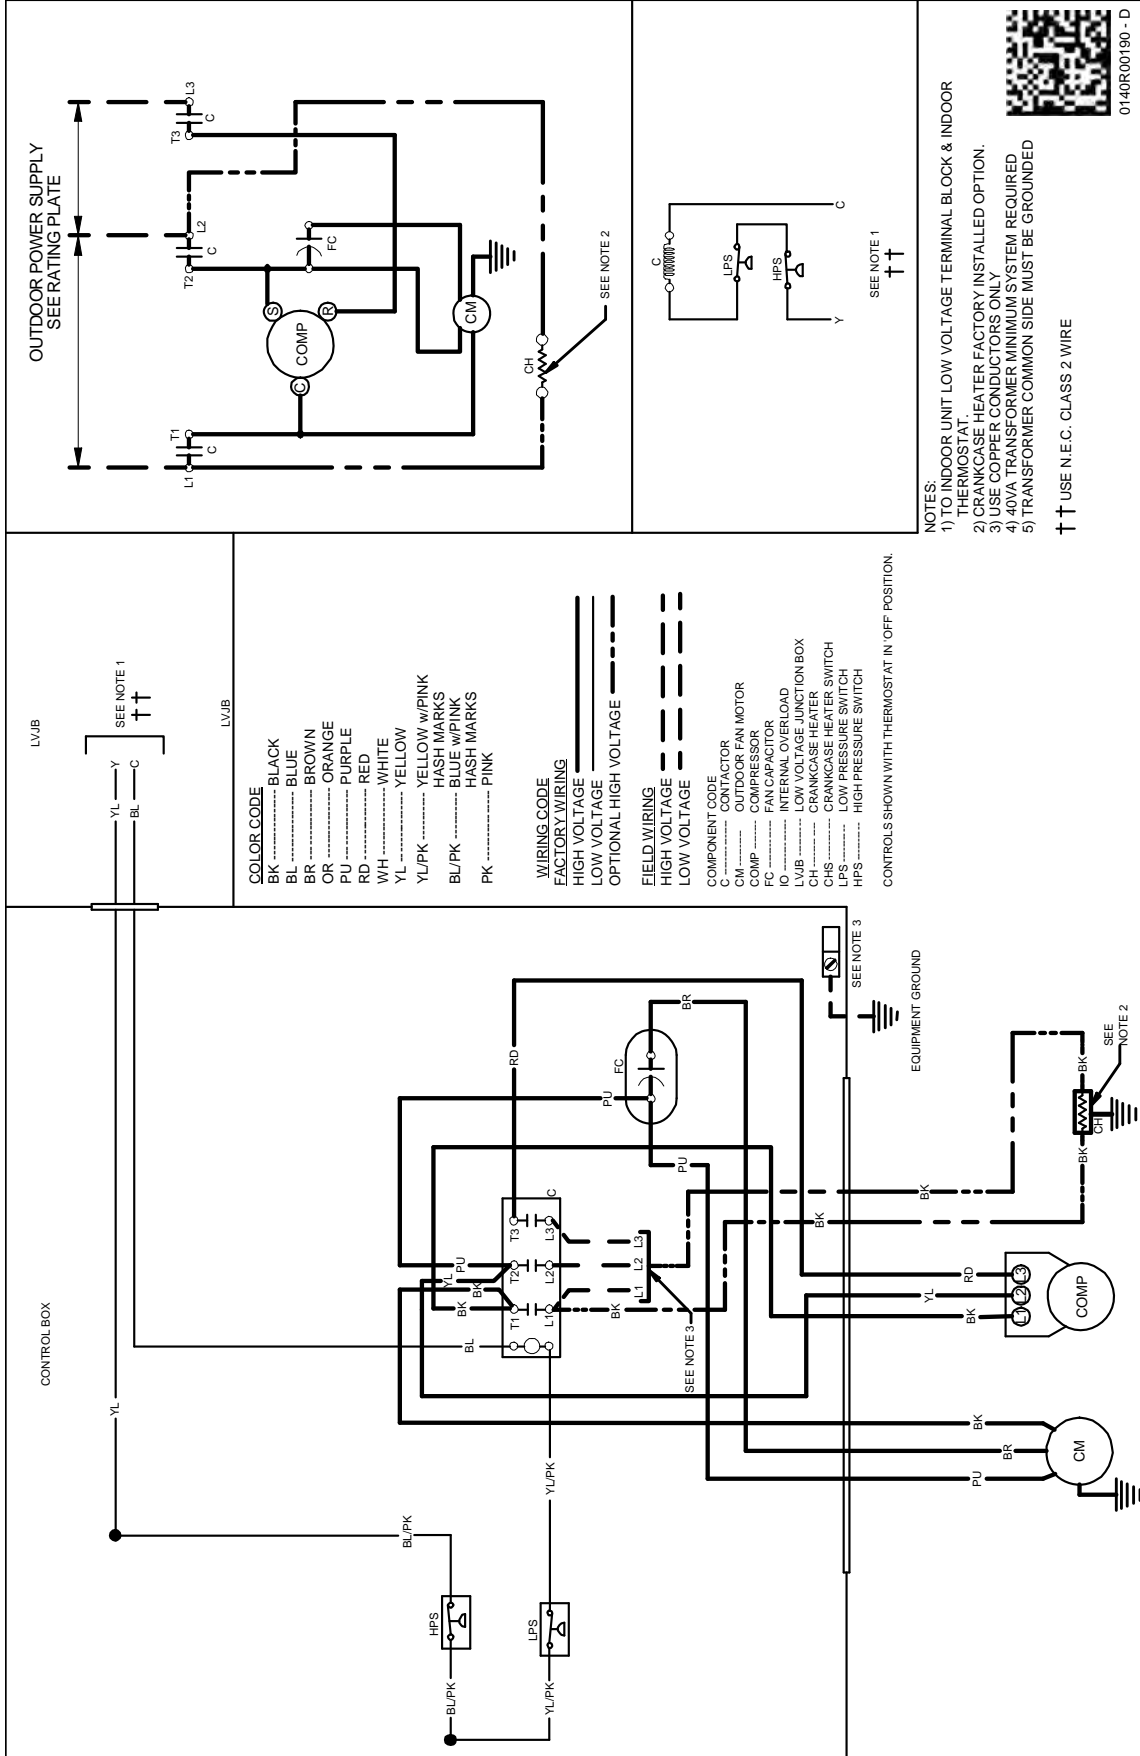 CONTROL BOX
YL
BL/PK
HPS
BL/PK
LPS
YL/PK
YL/PK
BL
YL
PU
BK
BK
T1
T2
T3
L1
L2
L3
C
BK
L1
L2
L3
SEE NOTE 3
RD
PU
FC
BR
PU
BK
BR
PU
CM
BK
YL
RD
L1
L2
L3
COMP
BK
BK
BK
BK
CH
SEE
NOTE 2
SEE NOTE 3
EQUIPMENT GROUND
LVJB
YL
Y
BL
C
SEE NOTE 1
††
LVJB
COLOR CODE
BK ---------- BLACK
BL ---------- BLUE
BR ---------- BROWN
OR ---------- ORANGE
PU ---------- PURPLE
RD ---------- RED
WH ---------- WHITE
YL ---------- YELLOW
YL/PK -------- YELLOW w/PINK
HASH MARKS
BL/PK -------- BLUE w/PINK
HASH MARKS
PK ---------- PINK
WIRING CODE
FACTORY WIRING
HIGH VOLTAGE
LOW VOLTAGE
OPTIONAL HIGH VOLTAGE
FIELD WIRING
HIGH VOLTAGE
LOW VOLTAGE
COMPONENT CODE
C ---------- CONTACTOR
CM -------- OUTDOOR FAN MOTOR
COMP ------- COMPRESSOR
FC ---------- FAN CAPACITOR
IO ---------- INTERNAL OVERLOAD
LVJB -------- LOW VOLTAGE JUNCTION BOX
CH ---------- CRANKCASE HEATER
CHS --------- CRANKCASE HEATER SWITCH
LPS -------- LOW PRESSURE SWITCH
HPS -------- HIGH PRESSURE SWITCH
CONTROLS SHOWN WITH THERMOSTAT IN 'OFF' POSITION.
OUTDOOR POWER SUPPLY
SEE RATING PLATE
L1
T1
C
T2
L2
C
T3
L3
C
COMP
C
S
R
FC
CM
CH
SEE NOTE 2
C
LPS
HPS
Y
C
SEE NOTE 1
††
NOTES:
1) TO INDOOR UNIT LOW VOLTAGE TERMINAL BLOCK & INDOOR
THERMOSTAT.
2) CRANKCASE HEATER FACTORY INSTALLED OPTION.
3) USE COPPER CONDUCTORS ONLY
4) 40VA TRANSFORMER MINIMUM SYSTEM REQUIRED
5) TRANSFORMER COMMON SIDE MUST BE GROUNDED
†† USE N.E.C. CLASS 2 WIRE
0140R00190 - D